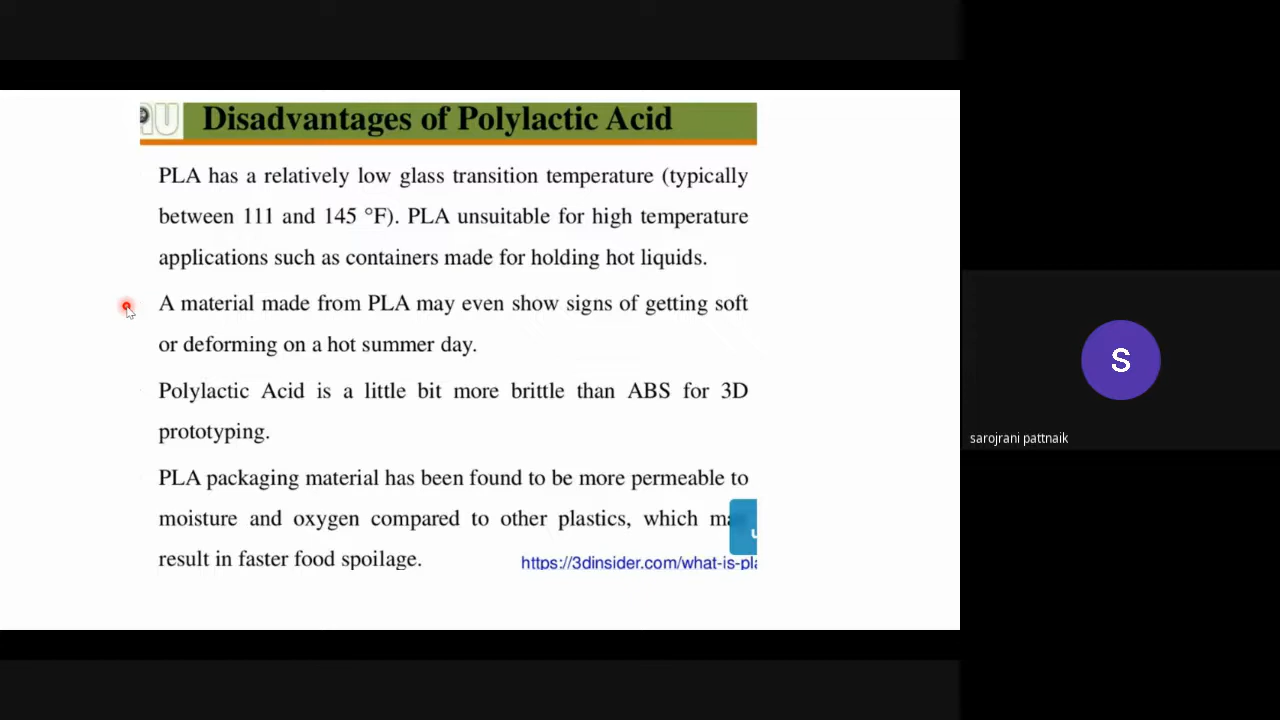 Disadvantages of Polylactic Acid
PLA has a relatively low glass transition temperature (typically
between 111 and 145 °F). PLA unsuitable for high temperature
applications such as containers made for holding hot liquids.
A material made from PLA may even show signs of getting soft
or deforming on a hot summer day.
Polylactic Acid is a little bit more brittle than ABS for 3D
prototyping.
PLA packaging material has been found to be more permeable to
moisture and oxygen compared to other plastics, which
result in faster food spoilage.
https://3dinsider.com/what-is-pla
S
sarojrani pattnaik